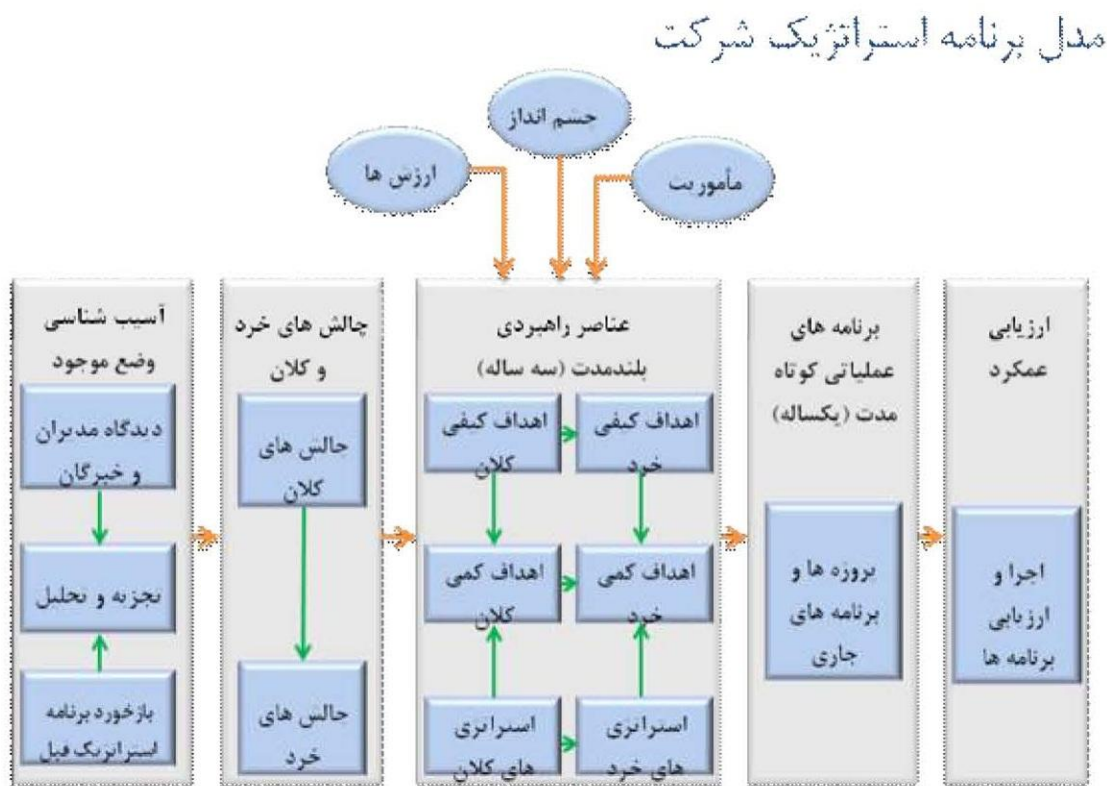 مدل برنامه استراتژیک شرکت
چشم انداز
مأموریت
ارزش ها
آسیب شناسی
وضع موجود
دیدگاه مدیران
و خبرگان
تجزیه و تحلیل
بازخورد برنامه
استراتژیک قبل
چالش های خرد
و کلان
چالش های
کلان
چالش های
خرد
عناصر راهبردی
بلندمدت (سه ساله)
اهداف کیفی
کلان
اهداف کیفی
خرد
اهداف کمی
کلان
اهداف کمی
خرد
استراتژی
های کلان
استراتژی
های خرد
برنامه های
عملیاتی کوتاه
مدت (یکساله)
پروژه ها و
برنامه های
جاری
ارزیابی
عمکرد
اجرا و
ارزیابی
برنامه ها